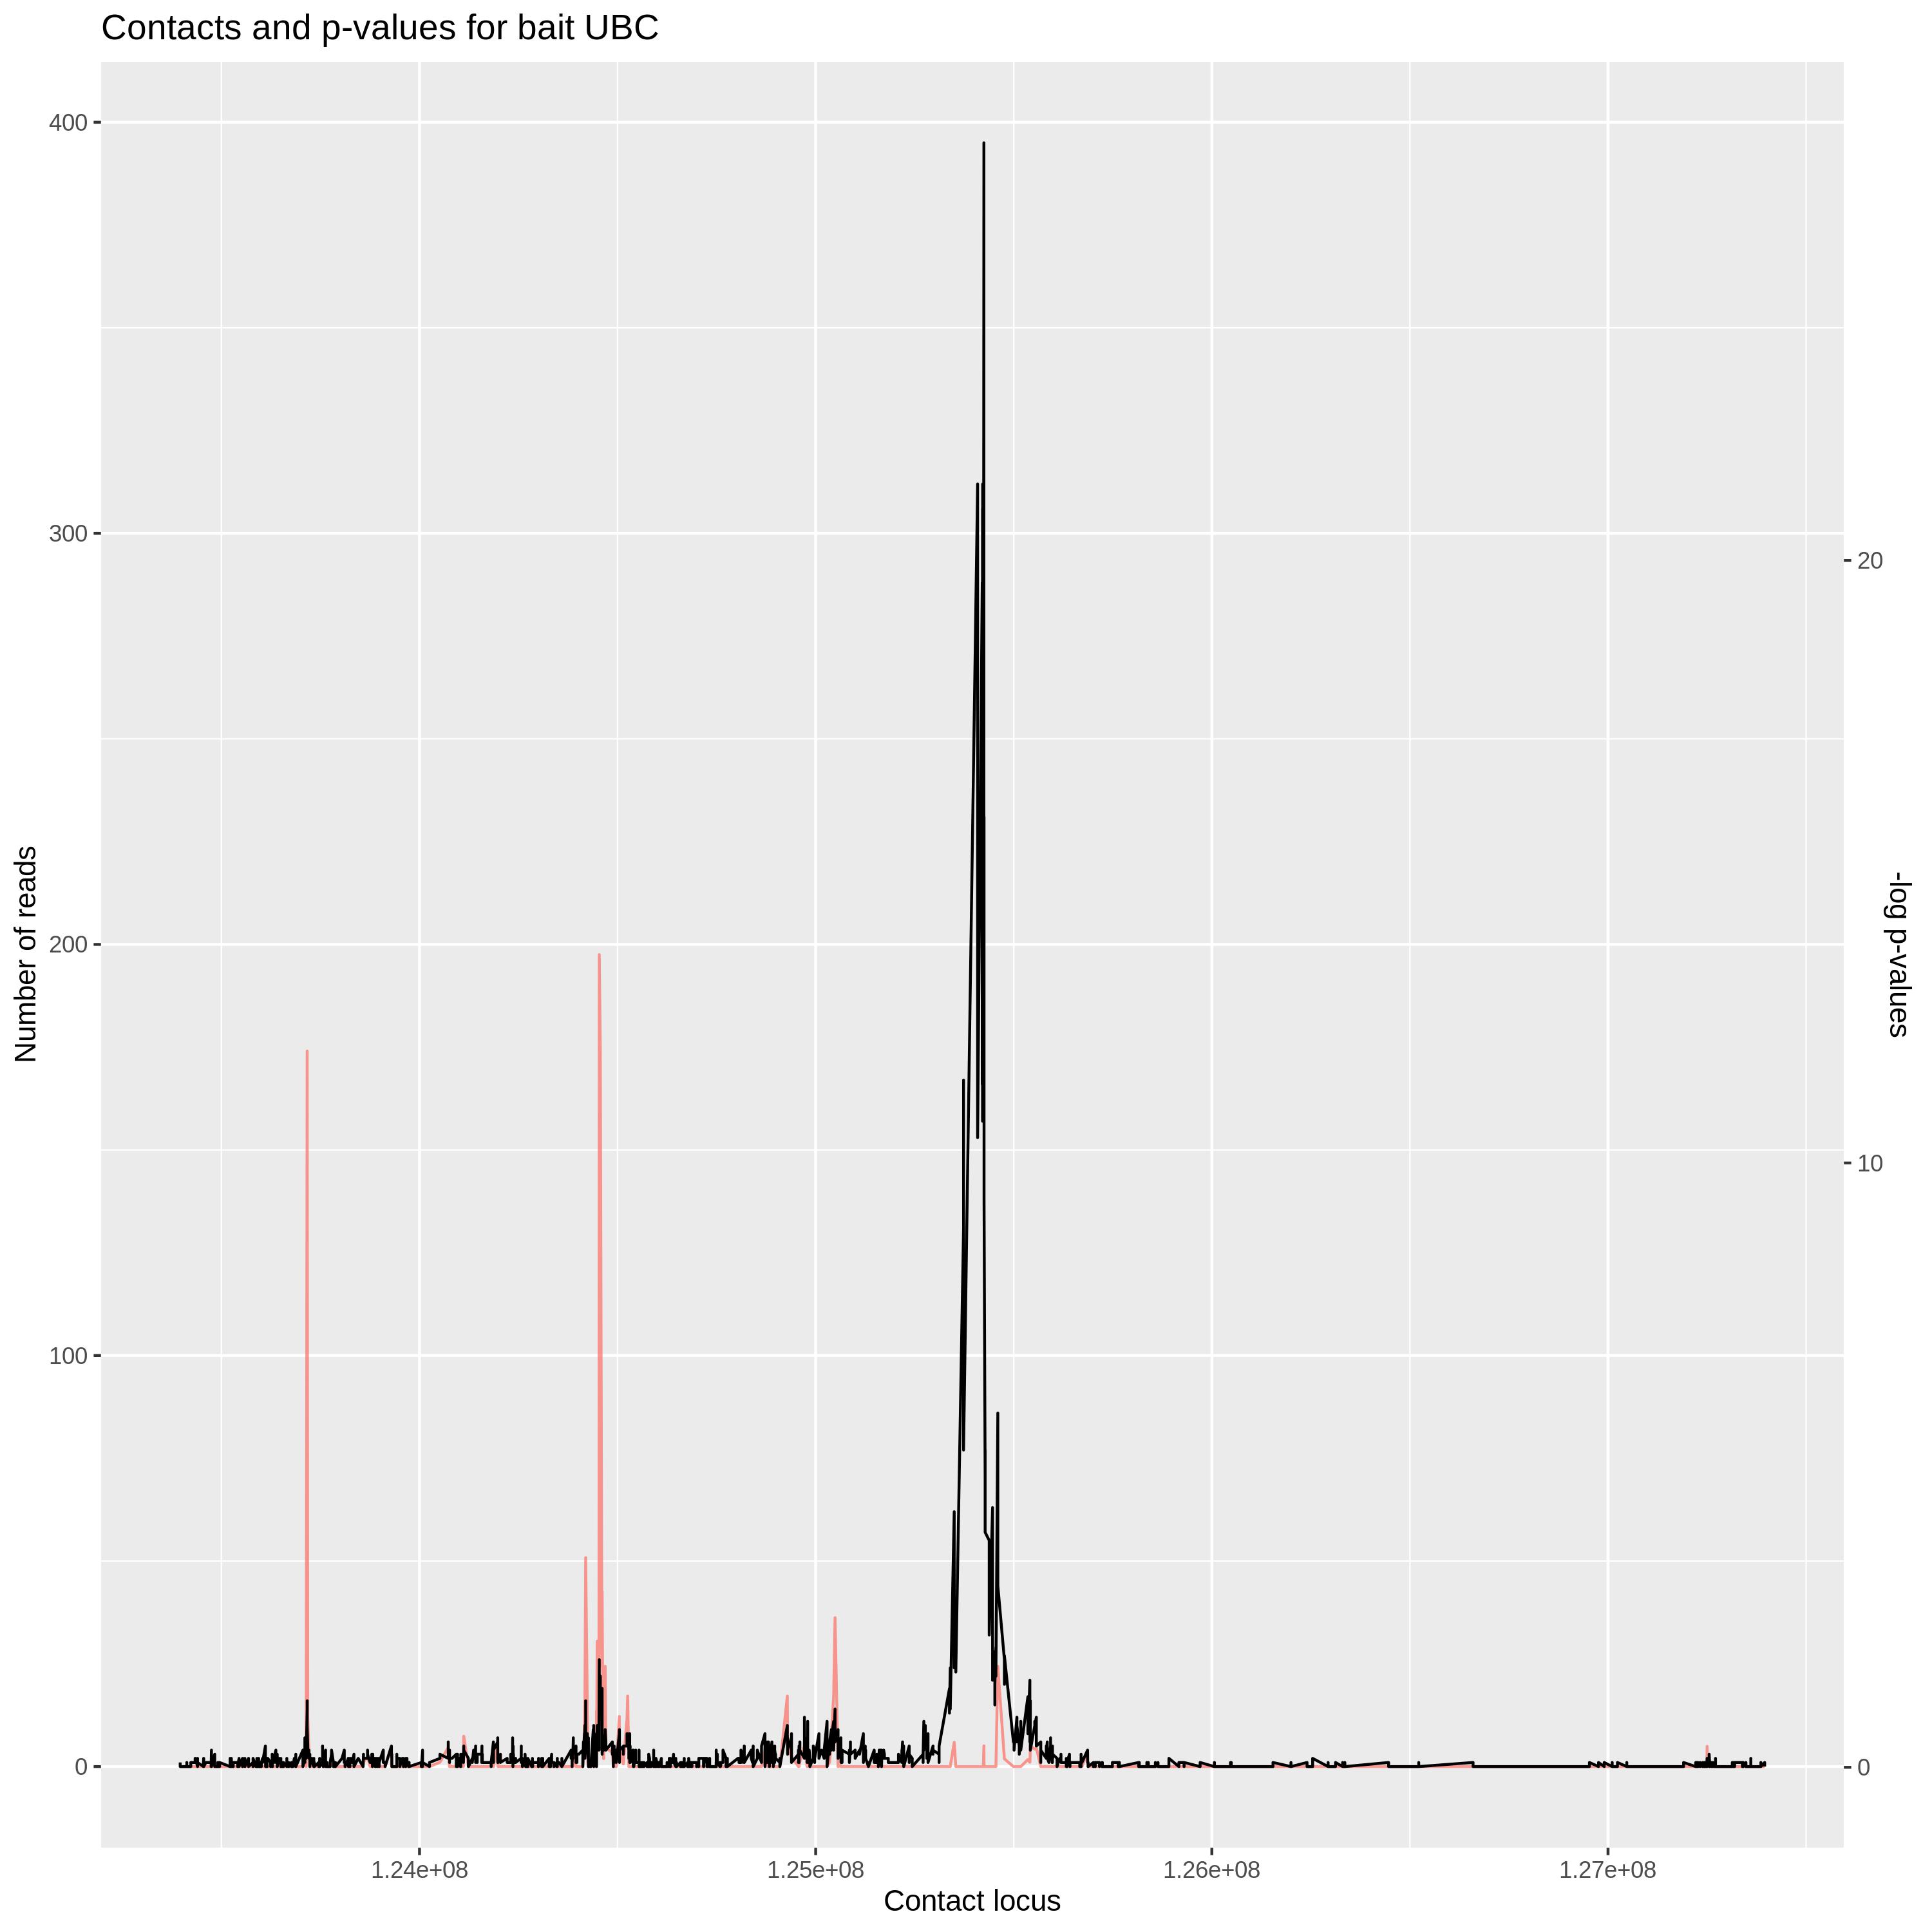 Contacts and p-values for bait UBC
400
300
200
100
0
Number of reads
20
10
0
-log p-values
1.24e+08
1.25e+08
1.26e+08
1.27e+08
Contact locus